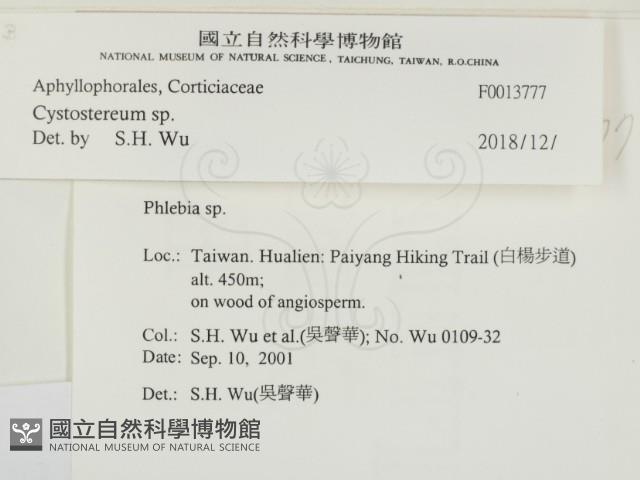 國立自然科學博物館
NATIONAL MUSEUM OF NATURAL SCIENCE, TAICHUNG, TAIWAN, R.O.CHINA
Aphyllophorales, Corticiaceae F0013777
Cystostereum sp.
Det. by S.H. Wu 2018/12/
Phlebia sp.
Loc.: Taiwan. Hualien: Paiyang Hiking Trail (白楊步道)
alt. 450m;
on wood of angiosperm.
Col.: S.H. Wu et al.(吳聲華); No. Wu 0109-32
Date: Sep. 10, 2001
Det.: S.H. Wu(吳聲華)
國立自然科學博物館
NATIONAL MUSEUM OF NATURAL SCIENCE